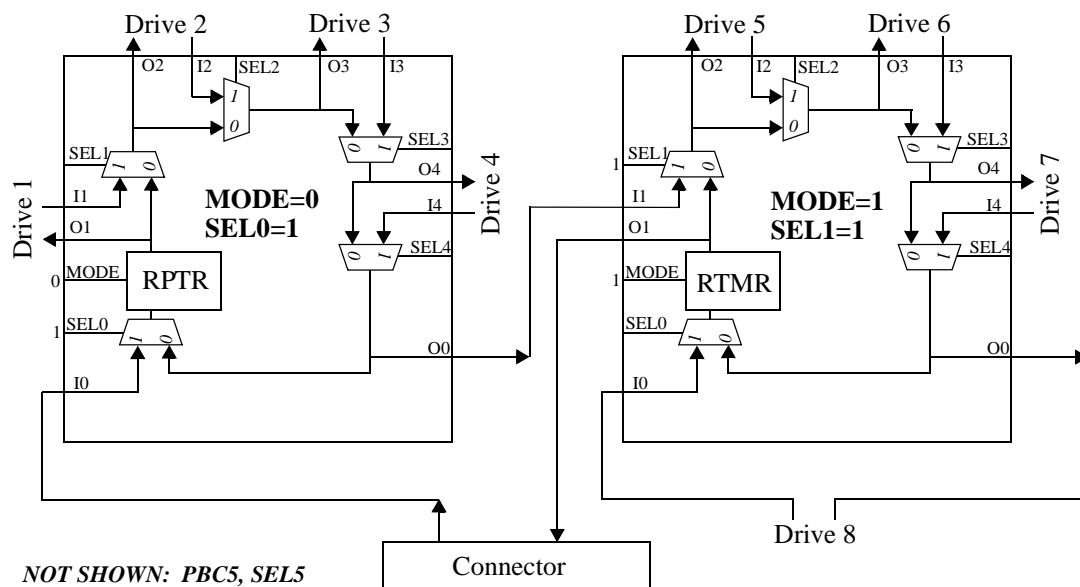 Drive 2 Drive 3 Drive 5 Drive 6
O2 I2 SEL2 O3 I3 O2 I2 SEL2 O3 I3
1 1
0 0
SEL1 1 0 0 1 SEL3 1 SEL1 1 0 0 1 SEL3
O4 O4
Drive 1 I1 MODE=0 Drive 4 I1 MODE=1 Drive 7
SEL0=1 I4 SEL1=1 I4
O1 O1
0 1 SEL4 0 1 SEL4
0 MODE RPTR 1 MODE RTMR
1 SEL0 1 0 SEL0 1 0
O0 O0
I0 I0
Drive 8
Connector
NOT SHOWN: PBC5, SEL5